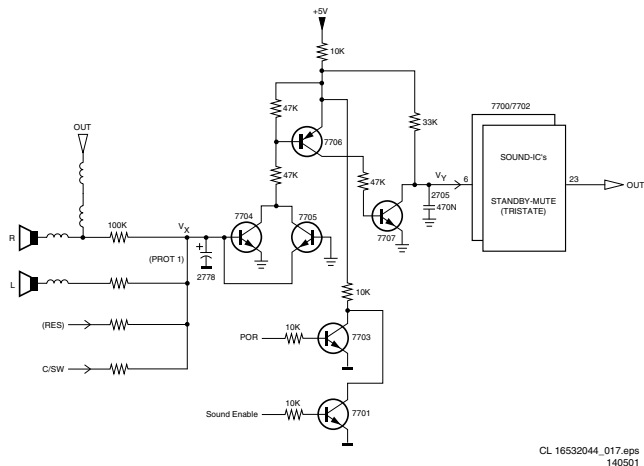 +5V
10K
47K
33K
7700/7702
7706
OUT
SOUND-IC's
47K
47K
VY
6
23
OUT
2705
STANDBY-MUTE
(TRISTATE)
470N
100K
VX
7704
7705
7707
R
(PROT 1)
+
2778
L
10K
(RES)
10K
POR
7703
C/SW
10K
Sound Enable
7701
CL 16532044_017.eps
140501